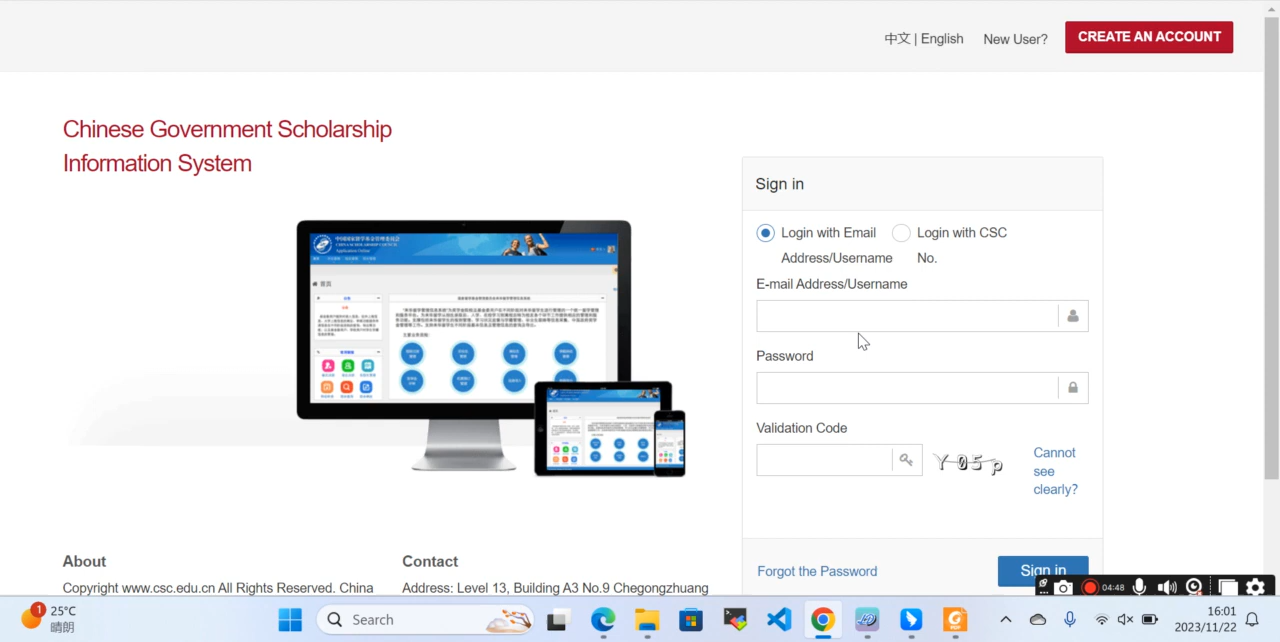 中文 | English New User? CREATE AN ACCOUNT
Chinese Government Scholarship
Information System
Sign in
Login with Email Login with CSC
Address/Username No.
E-mail Address/Username
Password
Validation Code
Y 0 5 p
Cannot
see
clearly?
About Contact
Copyright www.csc.edu.cn All Rights Reserved. China Address: Level 13, Building A3 No.9 Chegongzhuang
Forgot the Password Sign in
04:48
1
25°C
晴朗
Search
16:01
2023/11/22